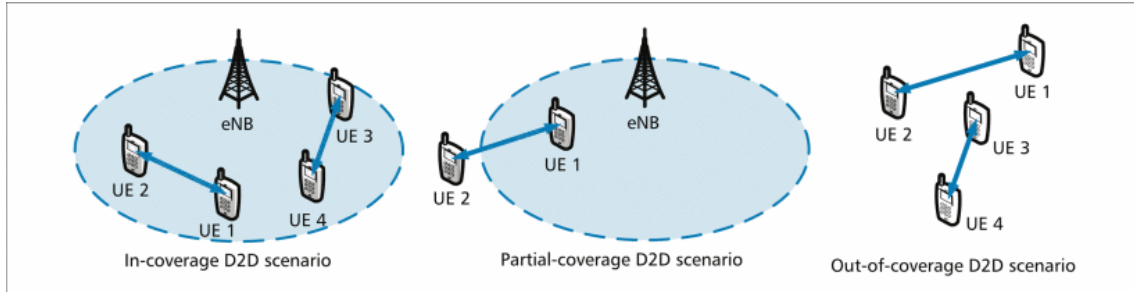 eNB
UE 3
UE 2
UE 1
UE 4
In-coverage D2D scenario
eNB
UE 1
UE 2
Partial-coverage D2D scenario
UE 1
UE 2
UE 3
UE 4
Out-of-coverage D2D scenario